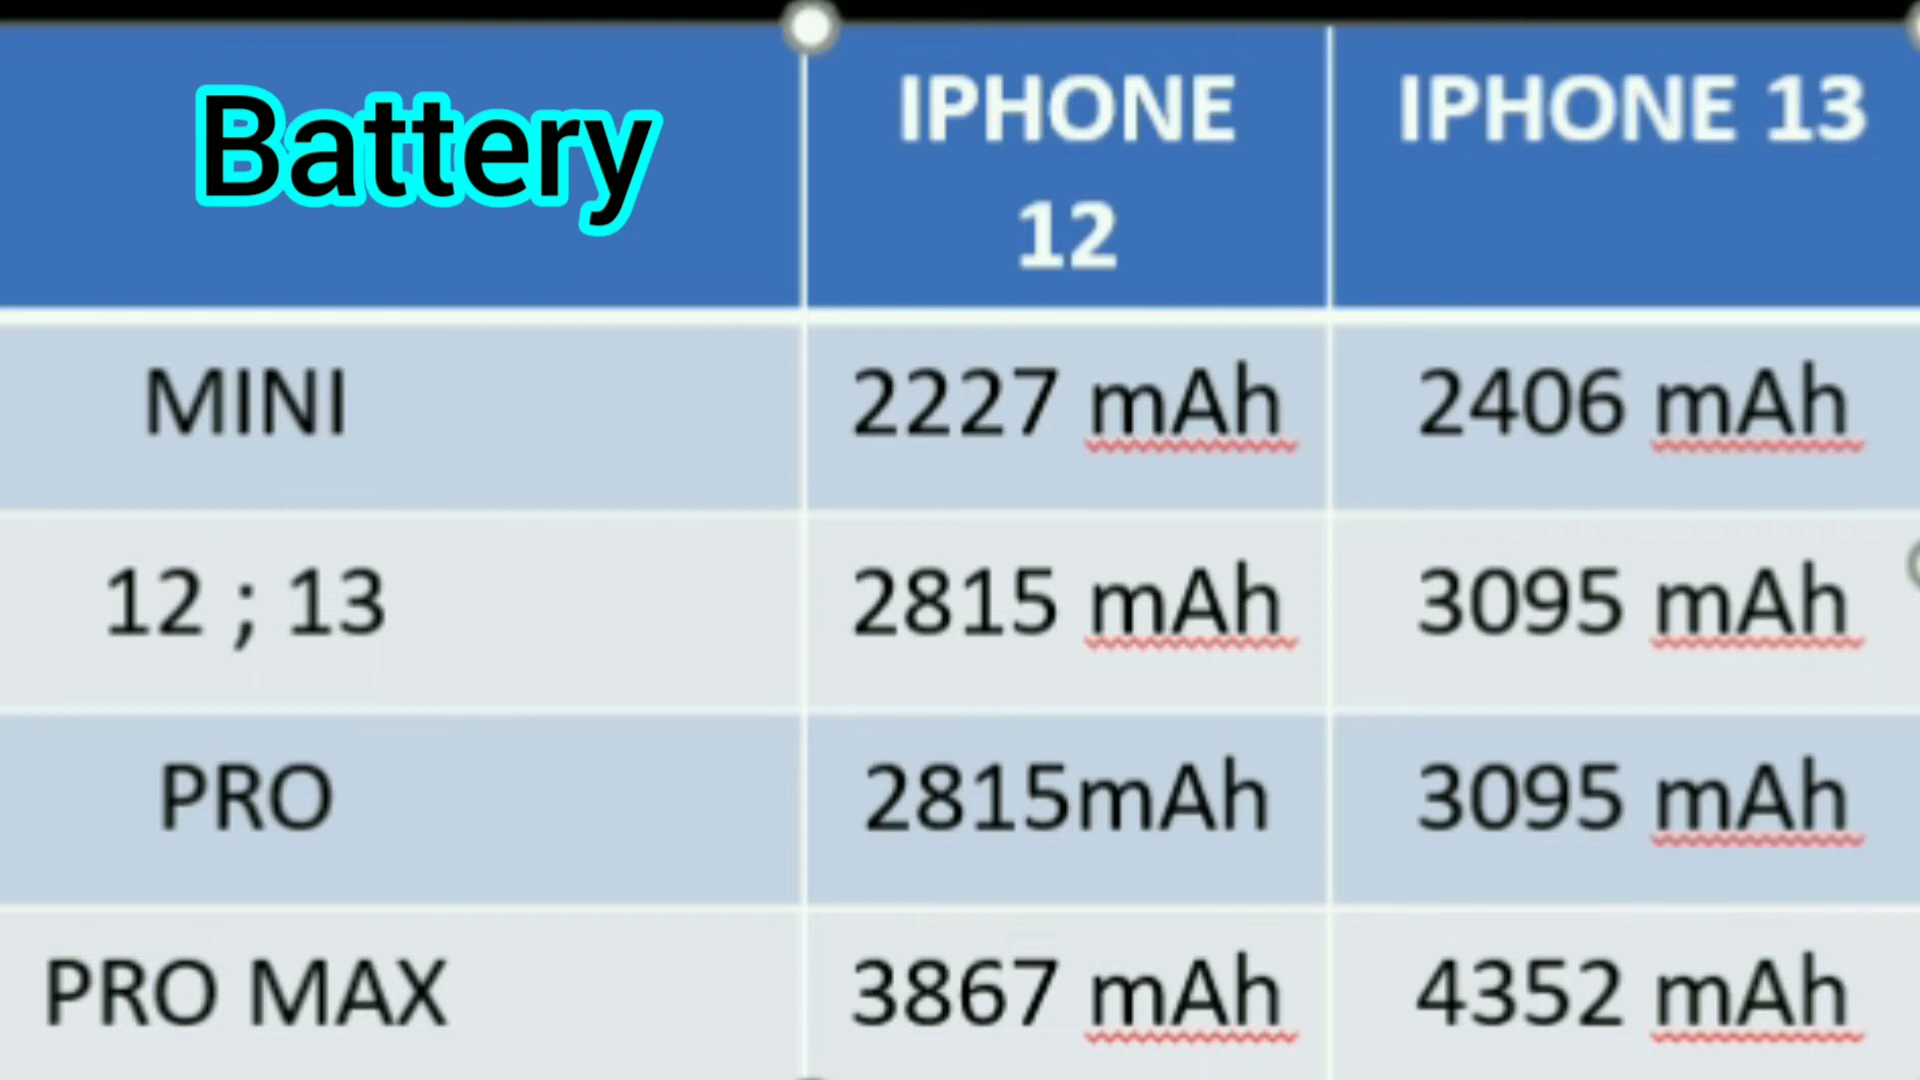 Battery
IPHONE
12
IPHONE 13
MINI
2227 mAh
2406 mAh
12 ; 13
2815 mAh
3095 mAh
PRO
2815mAh
3095 mAh
PRO MAX
3867 mAh
4352 mAh